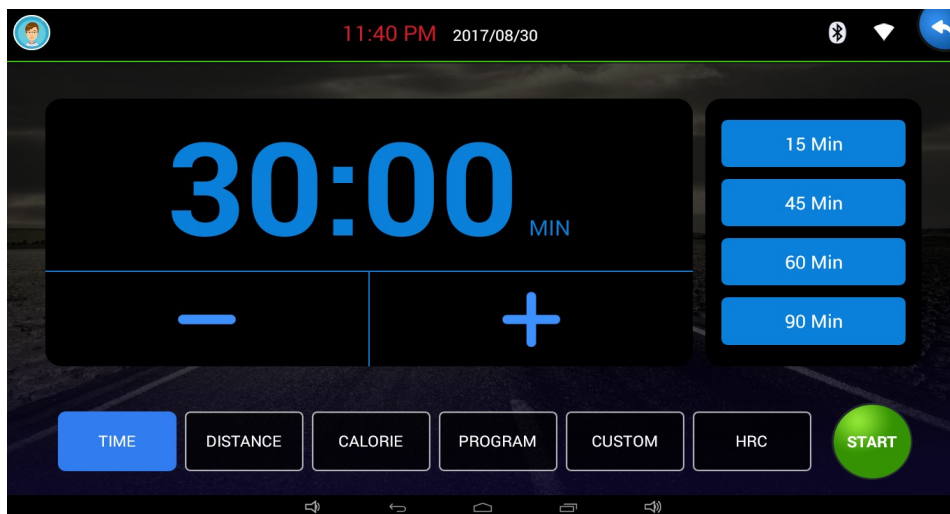 11:40 PM 2017/08/30
30:00 MIN
15 Min
45 Min
60 Min
90 Min
TIME DISTANCE CALORIE PROGRAM CUSTOM HRC START